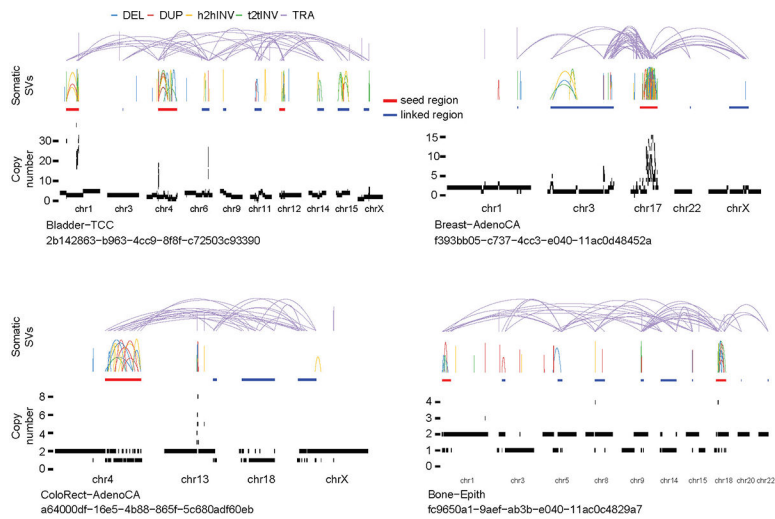 DEL DUP h2hINV t2tINV TRA
Somatic
SVs
seed region
linked region
Copy
number
30
20
10
0
chr1 chr3 chr4 chr6 chr9 chr11 chr12 chr14 chr15 chrX
Bladder-TCC
2b142863-b963-4cc9-8f8f-c72503c93390
15
10
5
0
chr1 chr3 chr17 chr22 chrX
Breast-AdenoCA
f393bb05-c737-4cc3-e040-11ac0d48452a
Somatic
SVs
Copy
number
8
6
4
2
0
chr4 chr13 chr18 chrX
ColoRect-AdenoCA
a64000df-16e5-4b88-865f-5c680adf60eb
4
3
2
1
0
chr1 chr3 chr5 chr8 chr9 chr14 chr15 chr18 chr20 chr22
Bone-Epith
fc9650a1-9aef-ab3b-e040-11ac0c4829a7